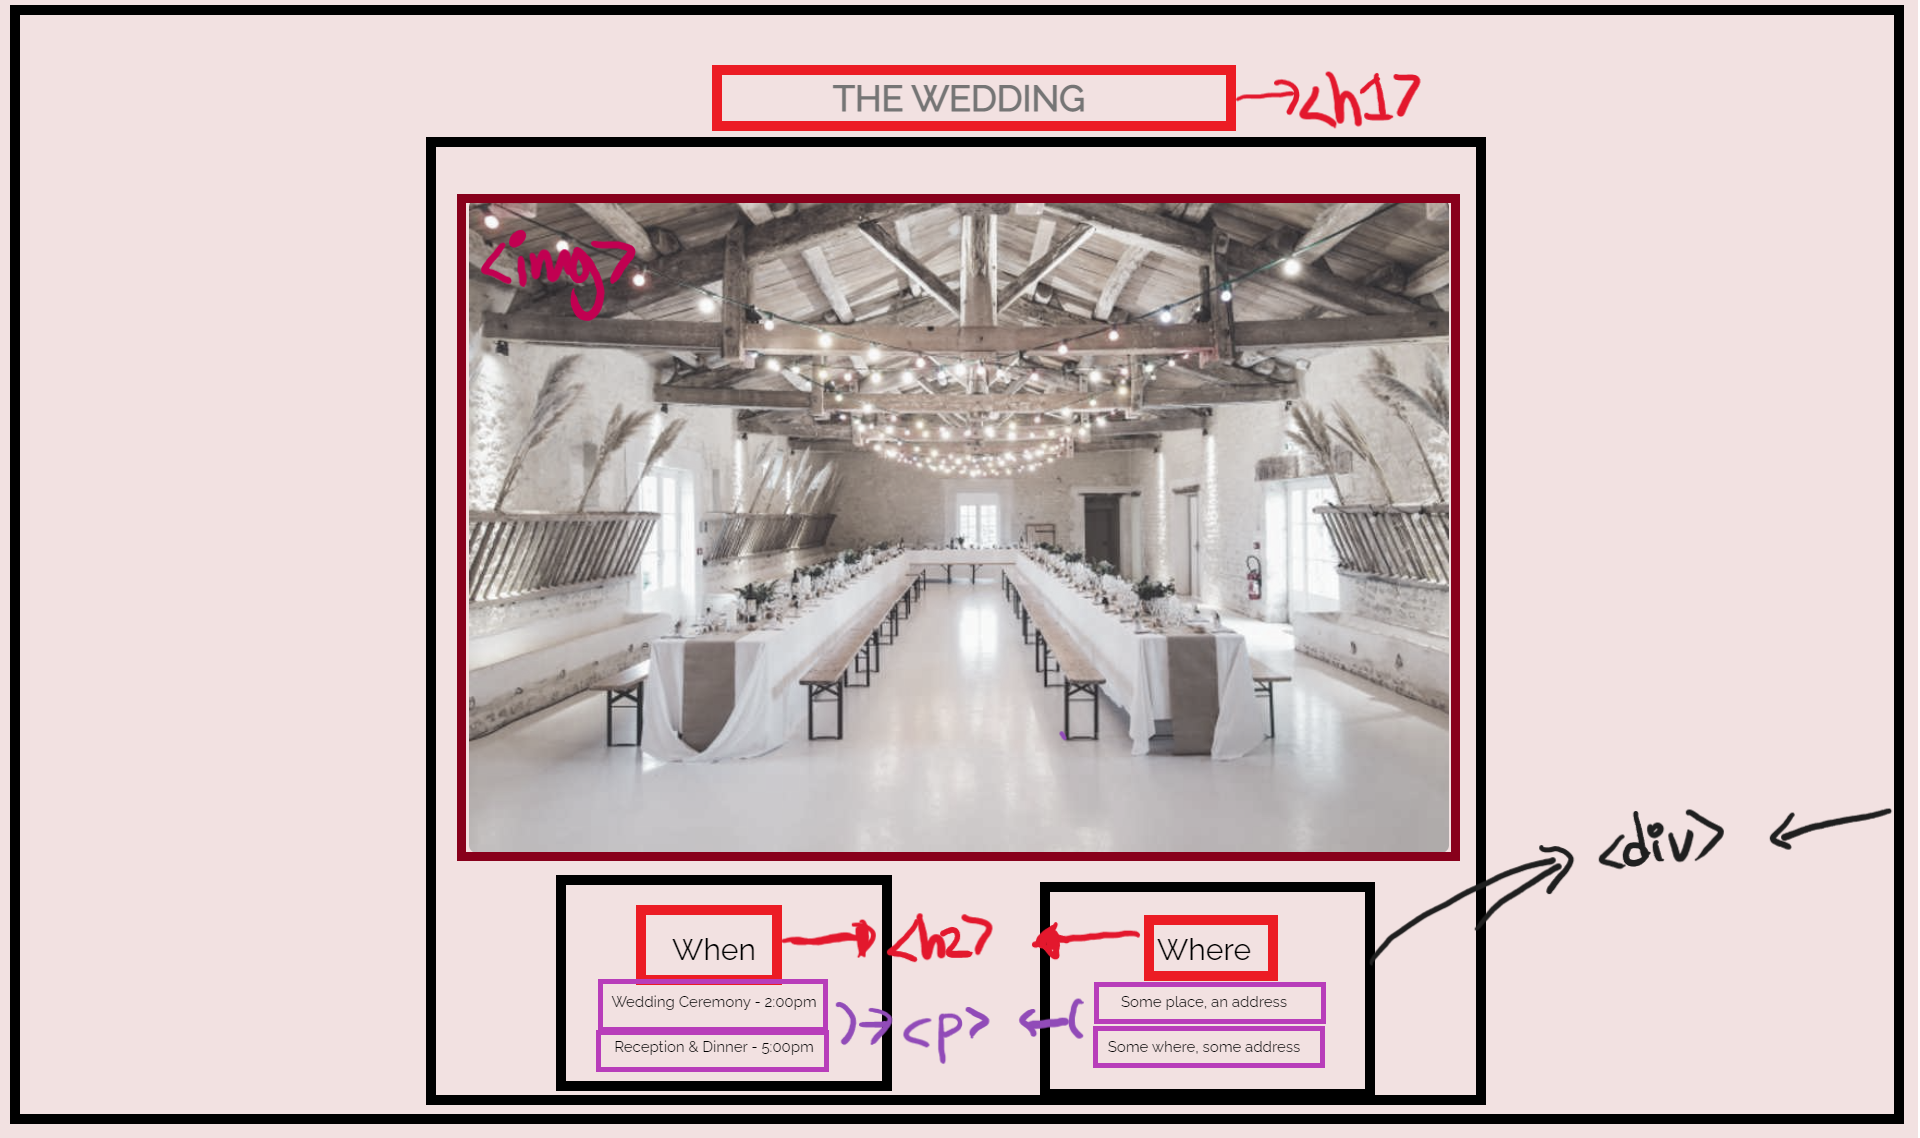 THE WEDDING <h1>
<img>
<div>
When <h2> Where
Wedding Ceremony - 2:00pm
Some place, an address
<p>
Reception & Dinner - 5:00pm
Some where, some address